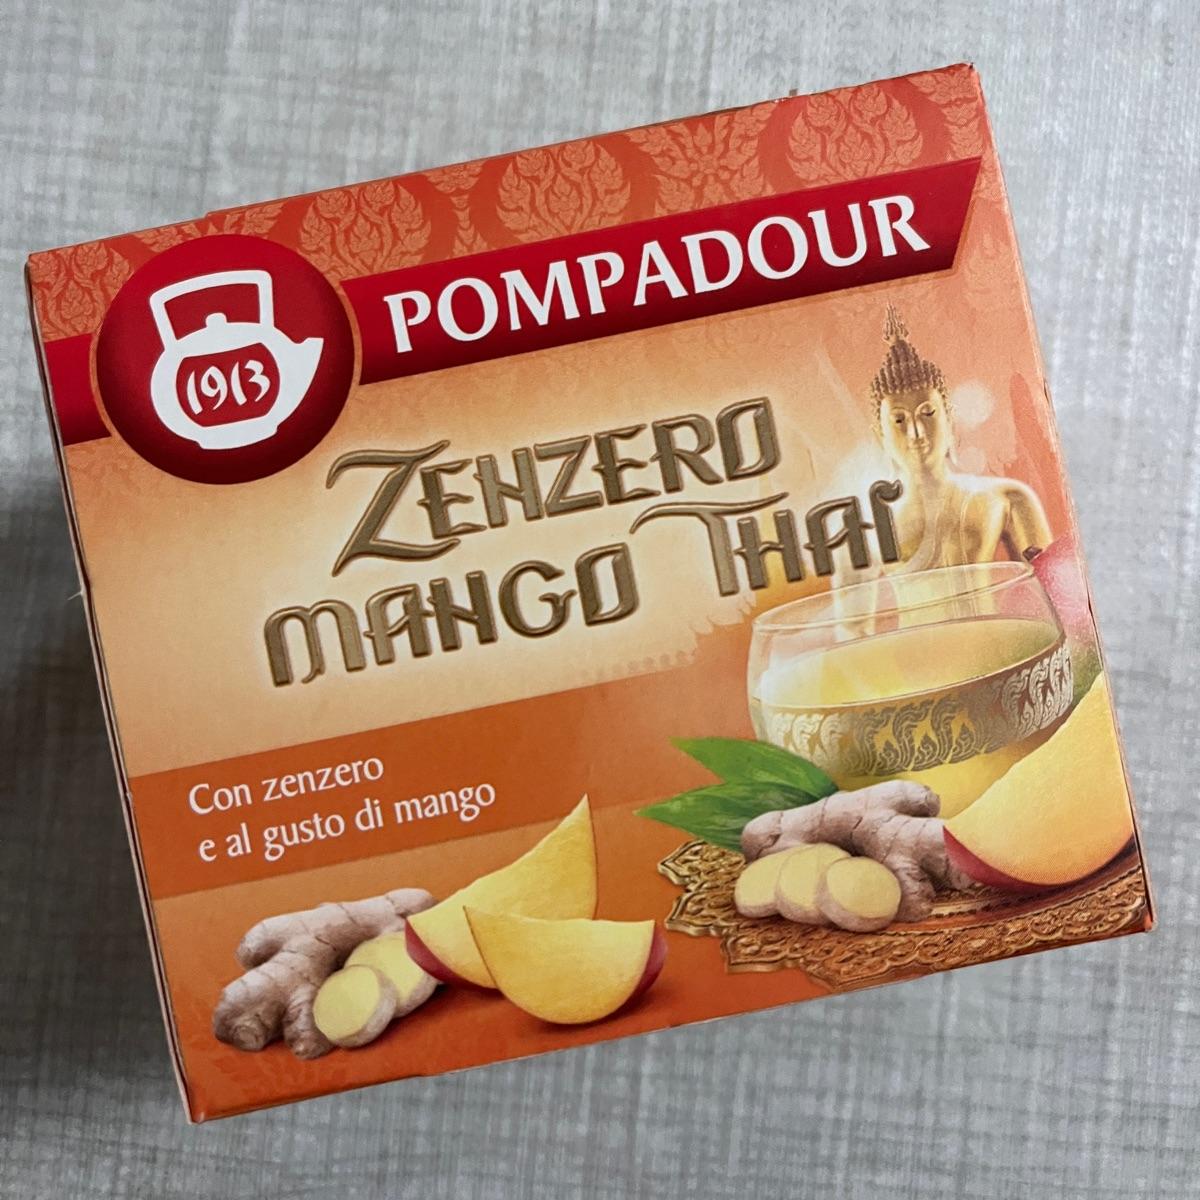 POMPADOUR
1913
ZENZERO
MANGO THAI
Con zenzero
e al gusto di mango